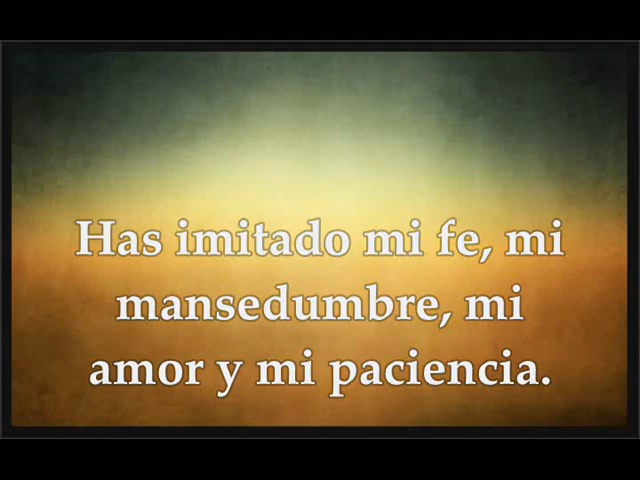 Has imitado mi fe, mi
mansedumbre, mi
amor y mi paciencia.